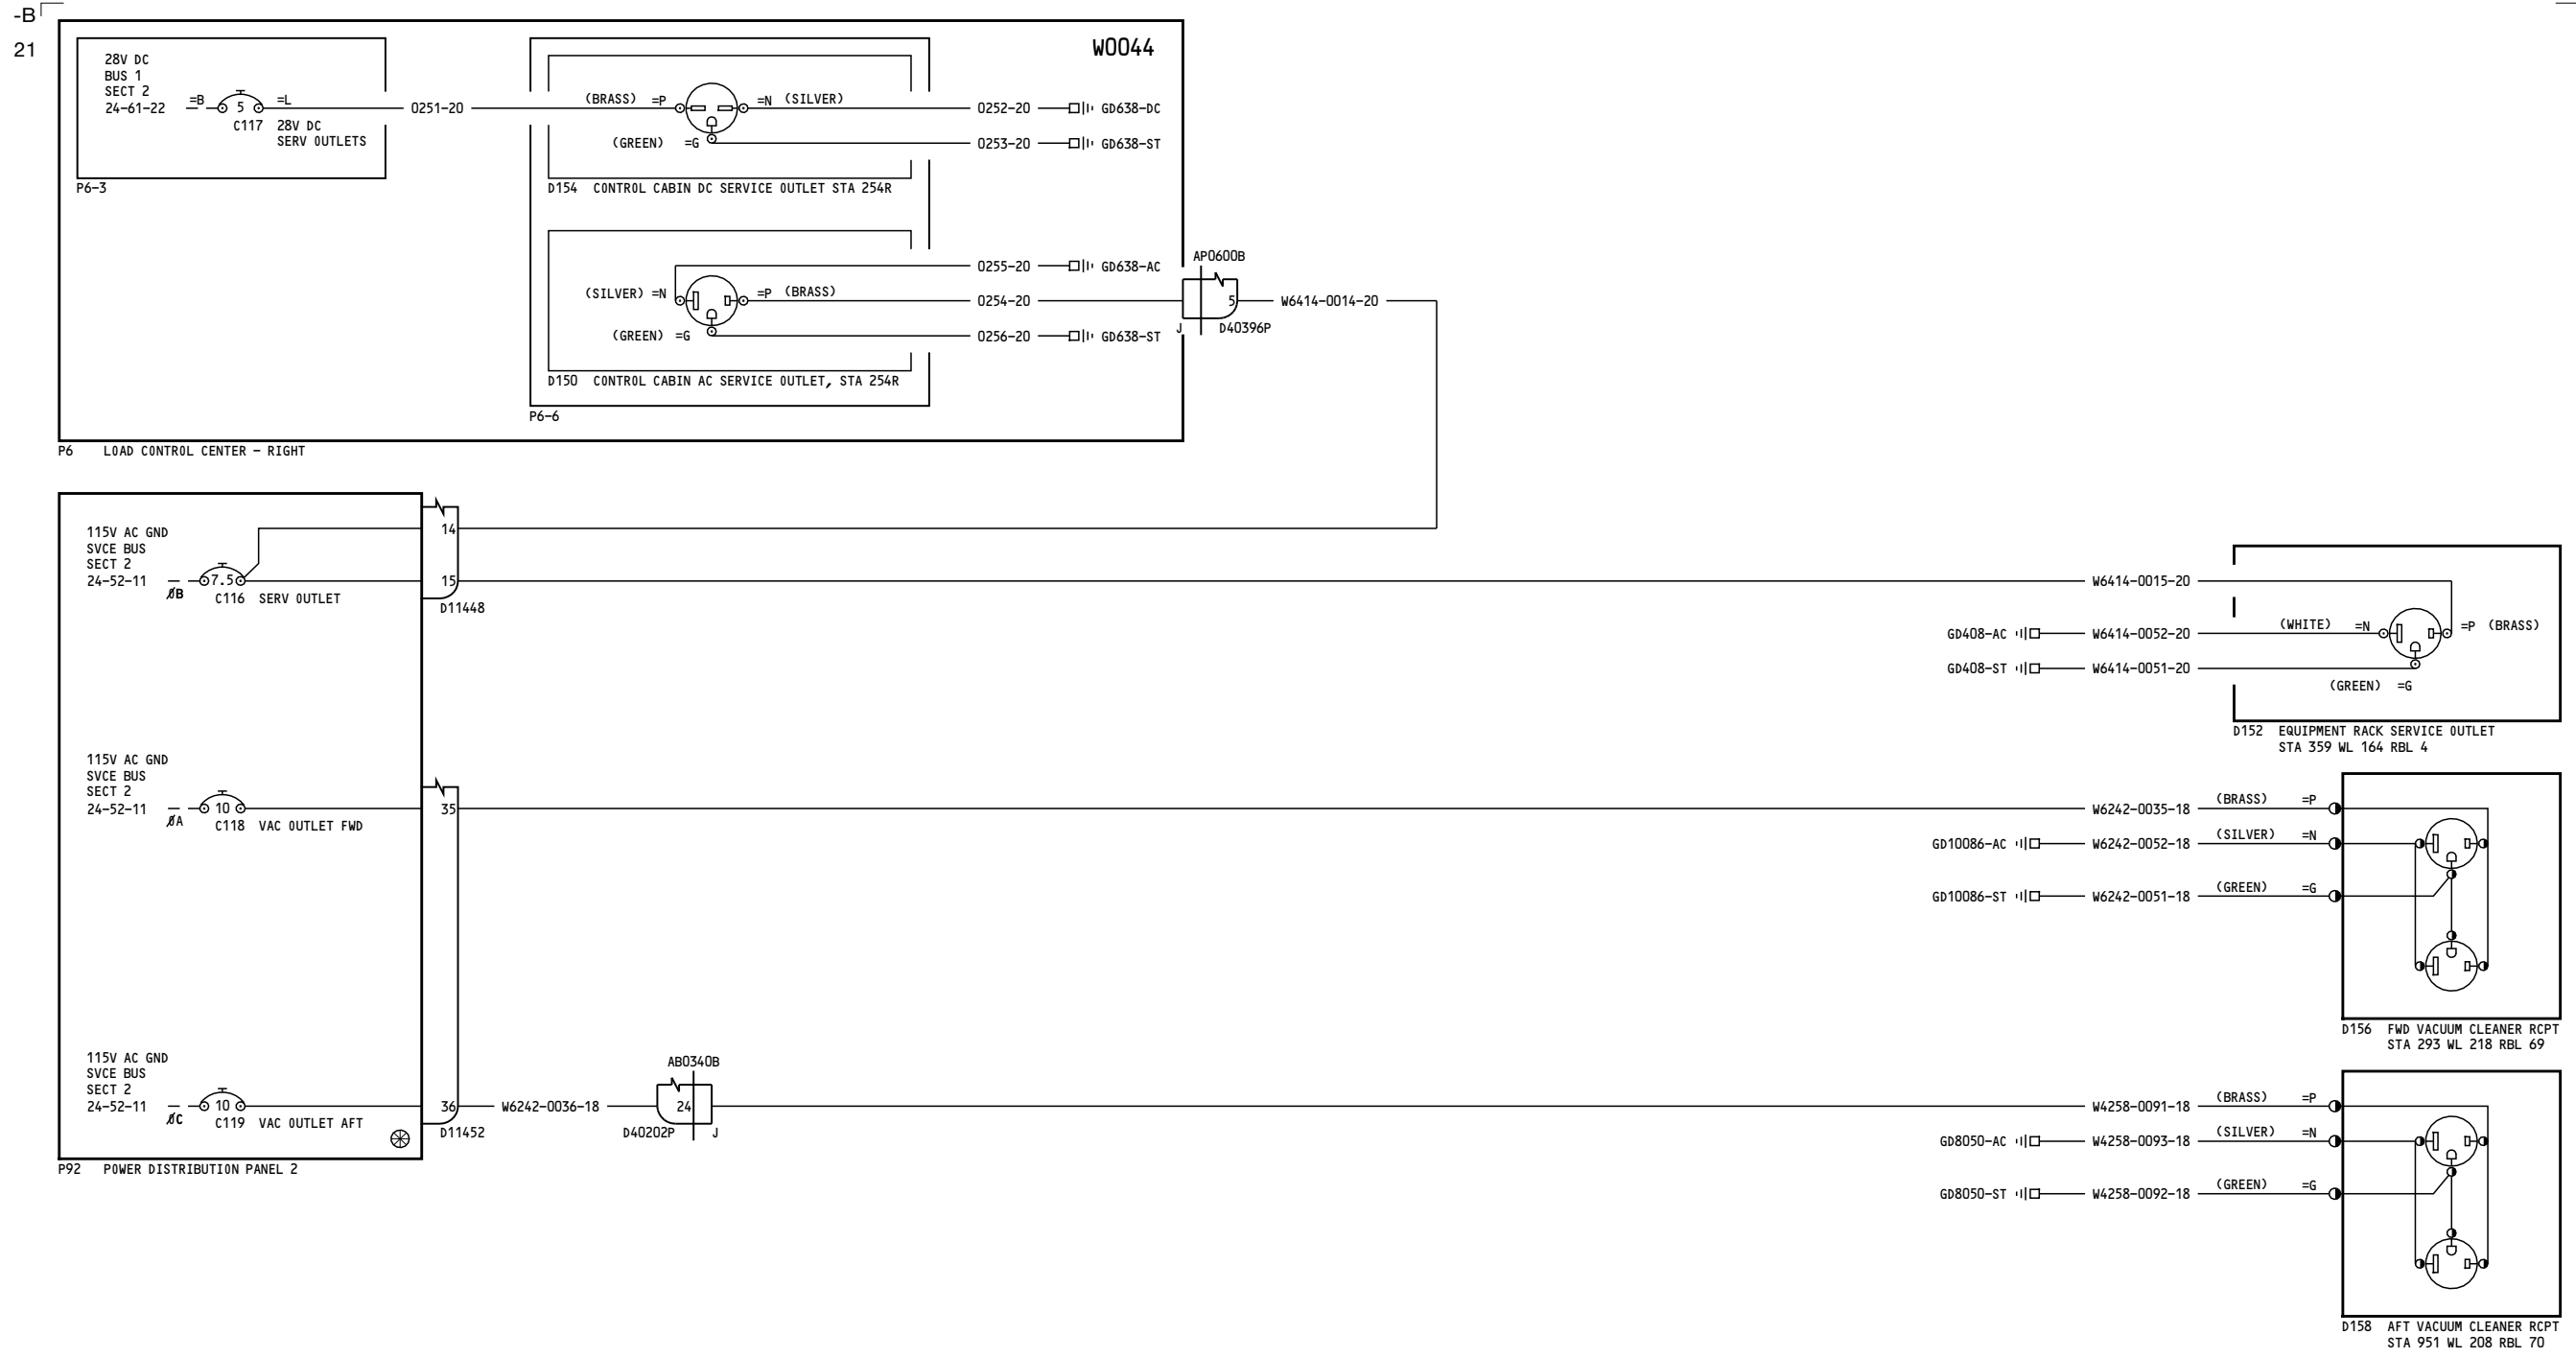 -B
21
W0044
28V DC
BUS 1
SECT 2
24-61-22
=B
5
=L
C117
28V DC
SERV OUTLETS
P6-3
0251-20
(BRASS) =P
=N (SILVER)
(GREEN) =G
0252-20
GD638-DC
0253-20
GD638-ST
D154 CONTROL CABIN DC SERVICE OUTLET STA 254R
(SILVER) =N
=P (BRASS)
(GREEN) =G
0255-20
GD638-AC
0254-20
0256-20
GD638-ST
D150 CONTROL CABIN AC SERVICE OUTLET, STA 254R
P6-6
AP0600B
5
J
D40396P
W6414-0014-20
P6 LOAD CONTROL CENTER - RIGHT
115V AC GND
SVCE BUS
SECT 2
24-52-11
ØB
7.5
C116 SERV OUTLET
14
15
D11448
W6414-0015-20
GD408-AC
W6414-0052-20
(WHITE) =N
=P (BRASS)
GD408-ST
W6414-0051-20
(GREEN) =G
D152 EQUIPMENT RACK SERVICE OUTLET
STA 359 WL 164 RBL 4
115V AC GND
SVCE BUS
SECT 2
24-52-11
ØA
10
C118 VAC OUTLET FWD
35
W6242-0035-18
(BRASS) =P
GD10086-AC
W6242-0052-18
(SILVER) =N
GD10086-ST
W6242-0051-18
(GREEN) =G
D156 FWD VACUUM CLEANER RCPT
STA 293 WL 218 RBL 69
115V AC GND
SVCE BUS
SECT 2
24-52-11
ØC
10
C119 VAC OUTLET AFT
36
D11452
W6242-0036-18
AB0340B
24
D40202P
J
W4258-0091-18
(BRASS) =P
GD8050-AC
W4258-0093-18
(SILVER) =N
GD8050-ST
W4258-0092-18
(GREEN) =G
P92 POWER DISTRIBUTION PANEL 2
D158 AFT VACUUM CLEANER RCPT
STA 951 WL 208 RBL 70